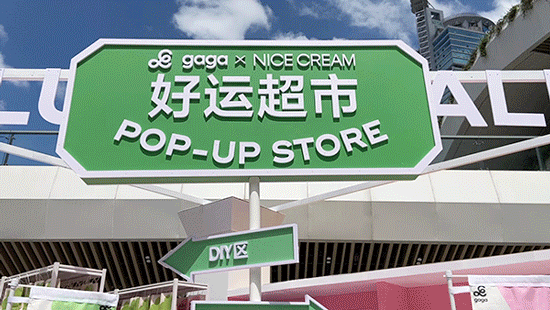 gaga × NICE CREAM
好运超市
POP-UP STORE
DIY区
gaga